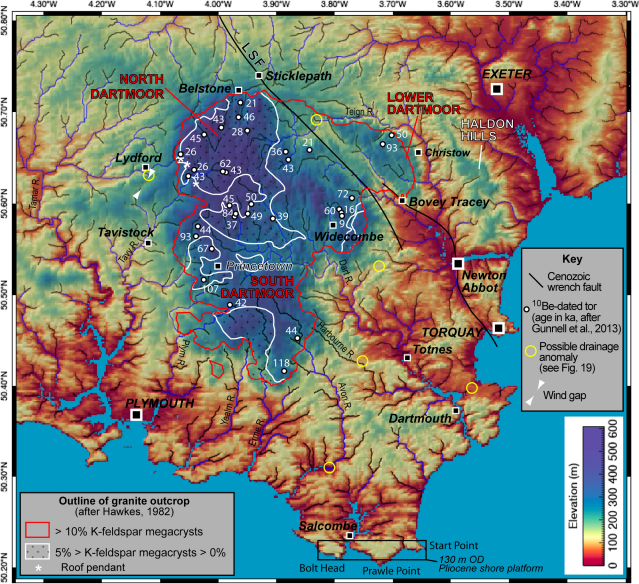 4.30°W
4.20°W
4.10°W
4.00°W
3.90°W
3.80°W
3.70°W
3.60°W
3.50°W
3.40°W
3.30°W
50.80°N
50.70°N
50.60°N
50.50°N
50.40°N
50.30°N
50.20°N
LSF
Sticklepath
EXETER
NORTH
DARTMOOR
Belstone
LOWER
DARTMOOR
HALDON
HILLS
21
46
43
45
28
Teign R.
50
93
Christow
Lydford
26
26
43
62
43
36
43
21
72
60
16
9
Bovey Tracey
Tamar R.
Tavistock
Tavy R.
45
84
37
50
49
39
Widecombe
93
44
67
Princetown
107
SOUTH
DARTMOOR
Newton
Abbot
42
44
118
Harbourne R.
TORQUAY
Totnes
Plym R.
Yealm R.
Erme R.
Avon R.
PLYMOUTH
Dartmouth
Salcombe
Start Point
Bolt Head
Prawle Point
130 m OD
Pliocene shore platform
Key
Cenozoic
wrench fault
10Be-dated tor
(age in ka, after
Gunnell et al., 2013)
Possible drainage
anomaly
(see Fig. 19)
Wind gap
Elevation (m)
600
500
400
300
200
100
0
Outline of granite outcrop
(after Hawkes, 1982)
> 10% K-feldspar megacrysts
5% > K-feldspar megacrysts > 0%
Roof pendant